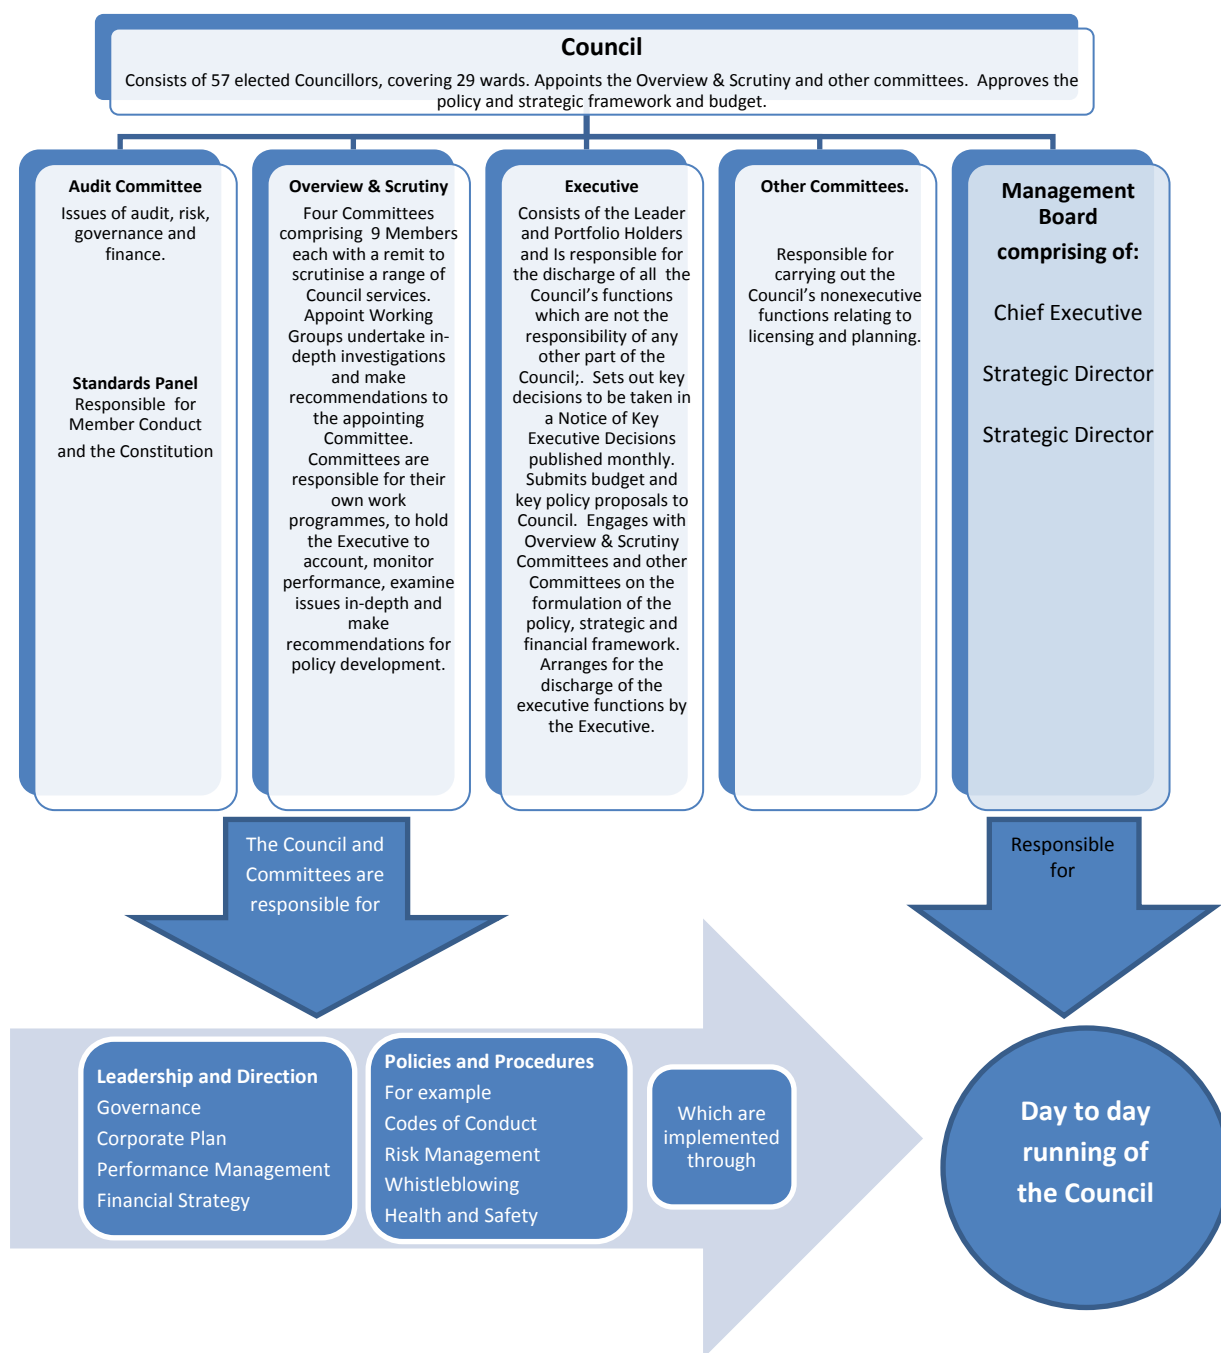 Council
Consists of 57 elected Councillors, covering 29 wards. Appoints the Overview & Scrutiny and other committees.  Approves the
policy and strategic framework and budget.
Audit Committee
Issues of audit, risk,
governance and
finance.
Standards Panel
Responsible  for
Member Conduct
and the Constitution
Overview & Scrutiny
Four Committees
comprising  9 Members
each with a remit to
scrutinise a range of
Council services.
Appoint Working
Groups undertake in-
depth investigations
and make
recommendations to
the appointing
Committee.
Committees are
responsible for their
own work
programmes, to hold
the Executive to
account, monitor
performance, examine
issues in-depth and
make
recommendations for
policy development.
Executive
Consists of the Leader
and Portfolio Holders
and Is responsible for
the discharge of all  the
Council's functions
which are not the
responsibility of any
other part of the
Council;.  Sets out key
decisions to be taken in
a Notice of Key
Executive Decisions
published monthly.
Submits budget and
key policy proposals to
Council.  Engages with
Overview & Scrutiny
Committees and other
Committees on the
formulation of the
policy, strategic and
financial framework.
Arranges for the
discharge of the
executive functions by
the Executive.
Other Committees.
Responsible for
carrying out the
Council's nonexecutive
functions relating to
licensing and planning.
Management
Board
comprising of:
Chief Executive
Strategic Director
Strategic Director
The Council and
Committees are
responsible for
Responsible
for
Leadership and Direction
Governance
Corporate Plan
Performance Management
Financial Strategy
Policies and Procedures
For example
Codes of Conduct
Risk Management
Whistleblowing
Health and Safety
Which are
implemented
through
Day to day
running of
the Council